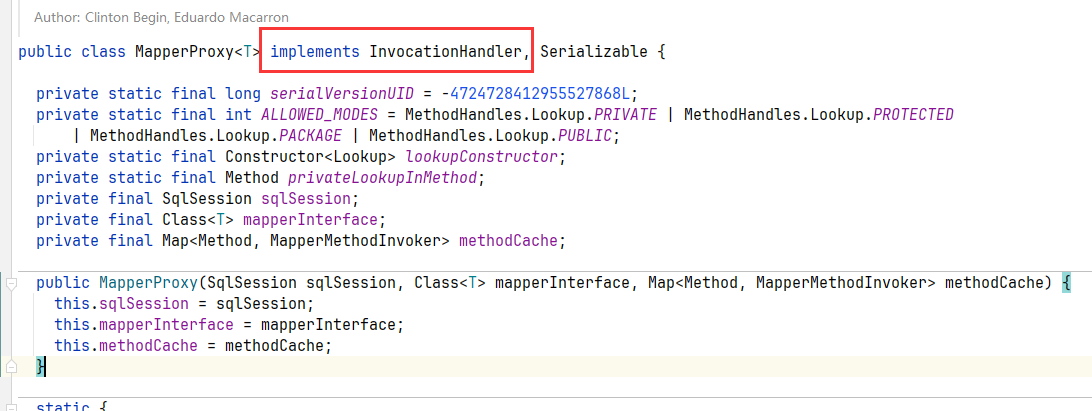 Author: Clinton Begin, Eduardo Macarron
public class MapperProxy<T> implements InvocationHandler, Serializable {
private static final long serialVersionUID = -4724728412955527868L;
private static final int ALLOWED_MODES = MethodHandles.Lookup.PRIVATE | MethodHandles.Lookup.PROTECTED
| MethodHandles.Lookup.PACKAGE | MethodHandles.Lookup.PUBLIC;
private static final Constructor<Lookup> lookupConstructor;
private static final Method privateLookupInMethod;
private final SqlSession sqlSession;
private final Class<T> mapperInterface;
private final Map<Method, MapperMethodInvoker> methodCache;
public MapperProxy(SqlSession sqlSession, Class<T> mapperInterface, Map<Method, MapperMethodInvoker> methodCache) {
this.sqlSession = sqlSession;
this.mapperInterface = mapperInterface;
this.methodCache = methodCache;
}
static {